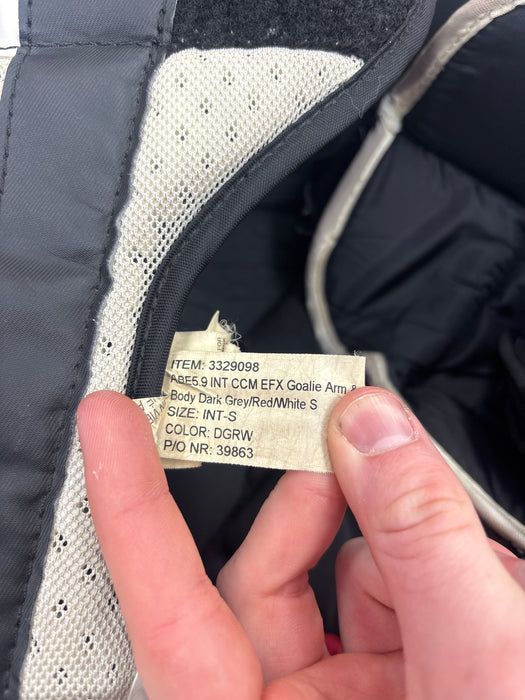 ITEM: 3329098
ABE5.9 INT CCM EFX Goalie Arm &
Body Dark Grey/Red/White S
SIZE: INT-S
COLOR: DGRW
P/O NR: 39863